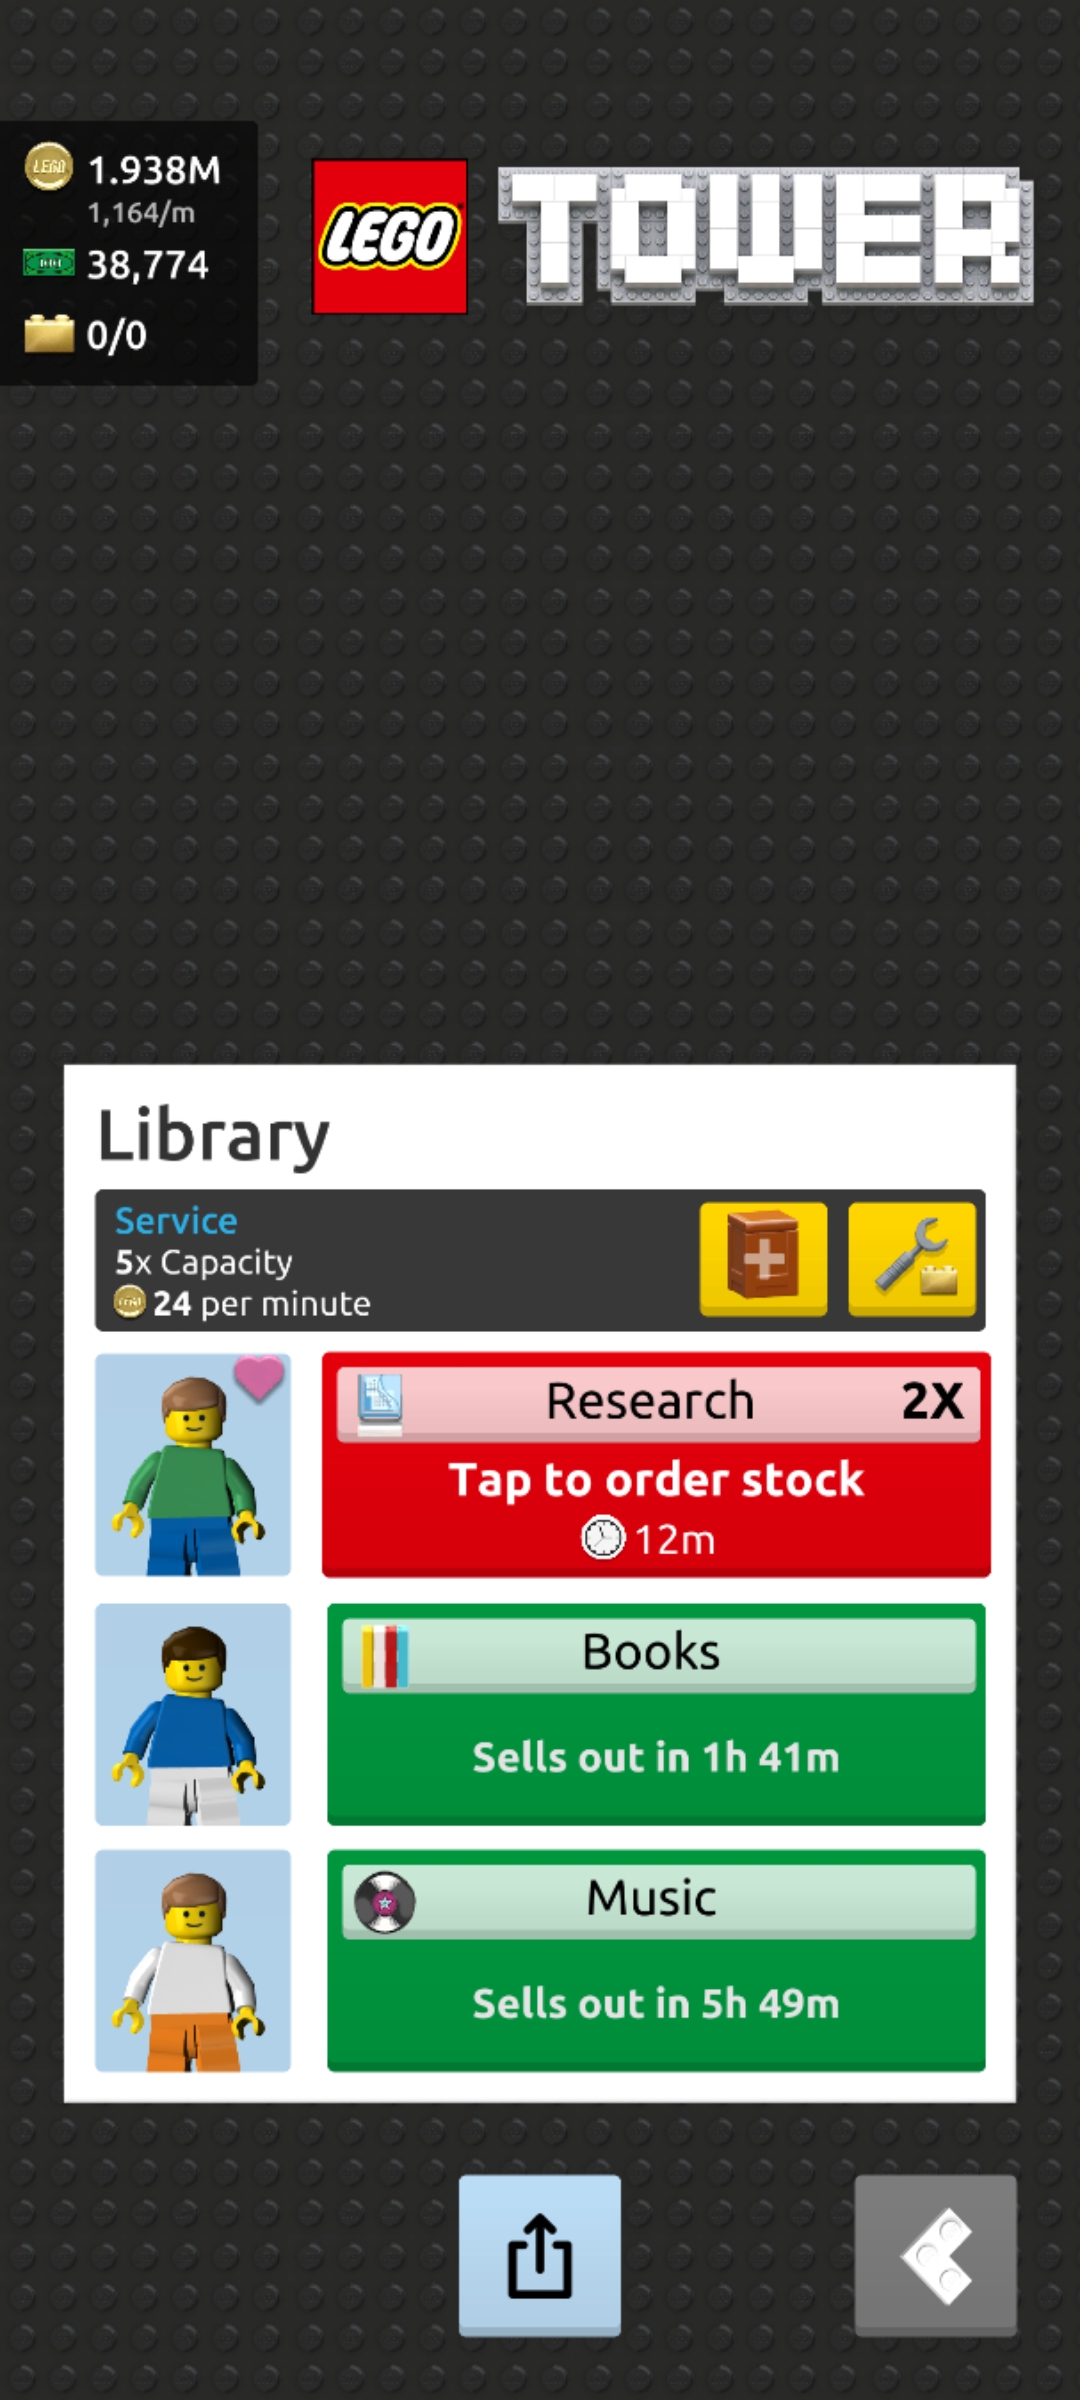 1.938M
1,164/m
38,774
0/0
LEGO TOWER
Library
Service
5x Capacity
24 per minute
Research 2X
Tap to order stock
12m
Books
Sells out in 1h 41m
Music
Sells out in 5h 49m